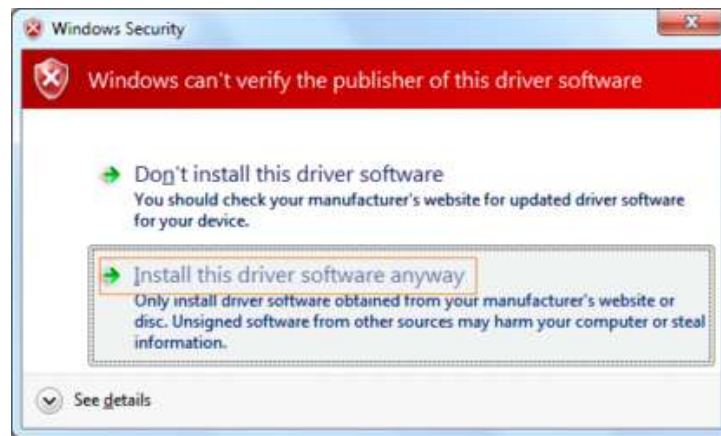 Windows Security
Windows can't verify the publisher of this driver software
Don't install this driver software
You should check your manufacturer's website for updated driver software
for your device.
Install this driver software anyway
Only install driver software obtained from your manufacturer's website or
disc. Unsigned software from other sources may harm your computer or steal
information.
See details